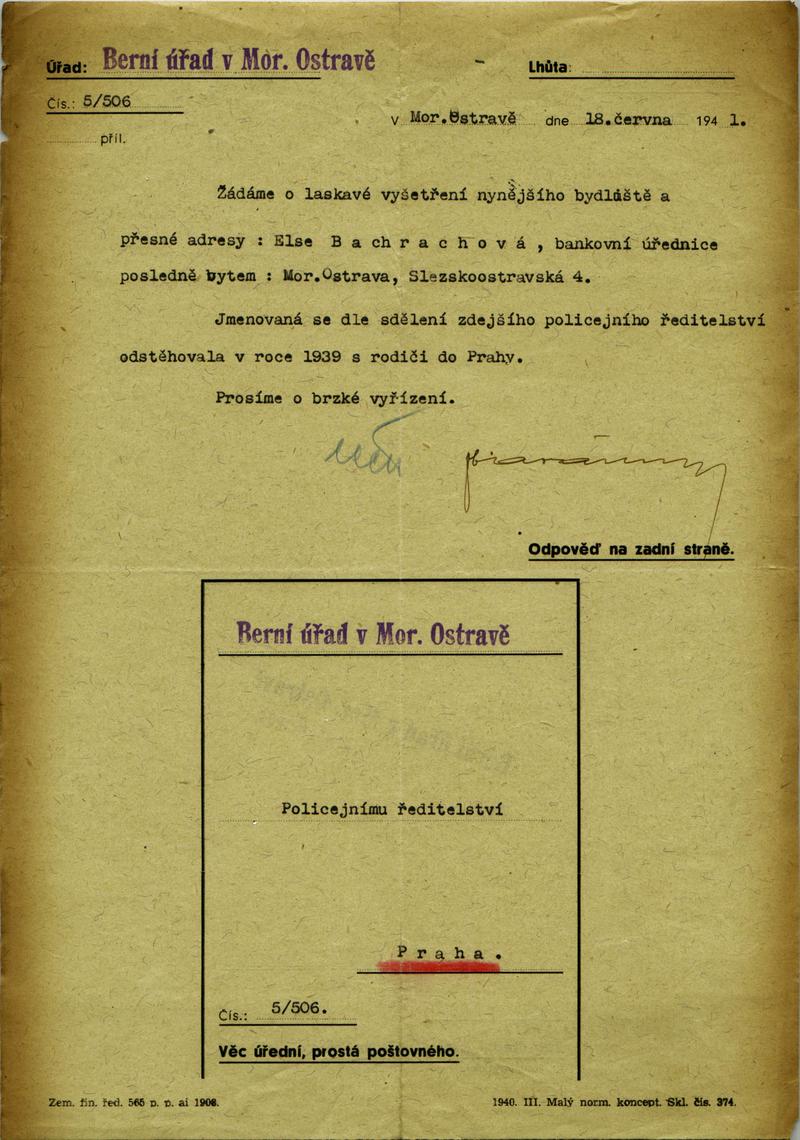 Úřad: Berní úřad v Mor. Ostravě
Lhůta:
Čís.: 5/506
příl.
v Mor.Ostravě dne 18.června 194 1.
Žádáme o laskavé vyšetření nynějšího bydliště a
přesné adresy : Else B a c h r a c h o v á , bankovní úřednice
posledně bytem : Mor.Ostrava, Slezskoostravská 4.
Jmenovaná se dle sdělení zdejšího policejního ředitelství
odstěhovala v roce 1939 s rodiči do Prahy.
Prosíme o brzké vyřízení.
Odpověď na zadní straně.
Berní úřad v Mor. Ostravě
Policejnímu ředitelství
P r a h a .
Čís.: 5/506.
Věc úřední, prostá poštovného.
Zem. fin. řed. 565 p. p. ai 1908.
1940. III. Malý norm. koncept. Skl. čís. 374.